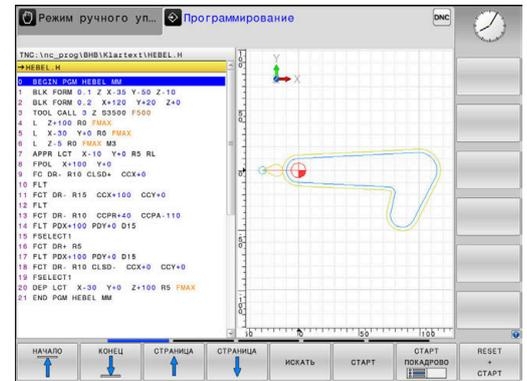 Режим ручного уп...
Программирование
DNC
TNC:\nc_prog\BHB\Klartext\HEBEL.H
→HEBEL.H
0 BEGIN PGM HEBEL MM
1 BLK FORM 0.1 Z X-35 Y-50 Z-10
2 BLK FORM 0.2 X+120 Y+20 Z+0
3 TOOL CALL 3 Z S3500 F500
4 L Z+100 R0 FMAX
5 L X-30 Y+0 R0 FMAX
6 L Z-5 R0 FMAX M3
7 APPR LCT X-10 Y+0 R5 RL
8 FPOL X+100 Y+0
9 FC DR- R10 CLSD+ CCX+0
10 FLT
11 FCT DR- R15 CCX+100 CCY+0
12 FLT
13 FCT DR- R10 CCPR+40 CCPA-110
14 FLT PDX+100 PDY+0 D15
15 FSELECT1
16 FCT DR+ R5
17 FLT PDX+100 PDY+0 D15
18 FCT DR- R10 CLSD- CCX+0 CCY+0
19 FSELECT1
20 DEP LCT X-30 Y+0 Z+100 R5 FMAX
21 END PGM HEBEL MM
Y
X
50
100
НАЧАЛО
КОНЕЦ
СТРАНИЦА
СТРАНИЦА
ИСКАТЬ
СТАРТ
СТАРТ
ПОКАДРОВО
RESET
+
СТАРТ